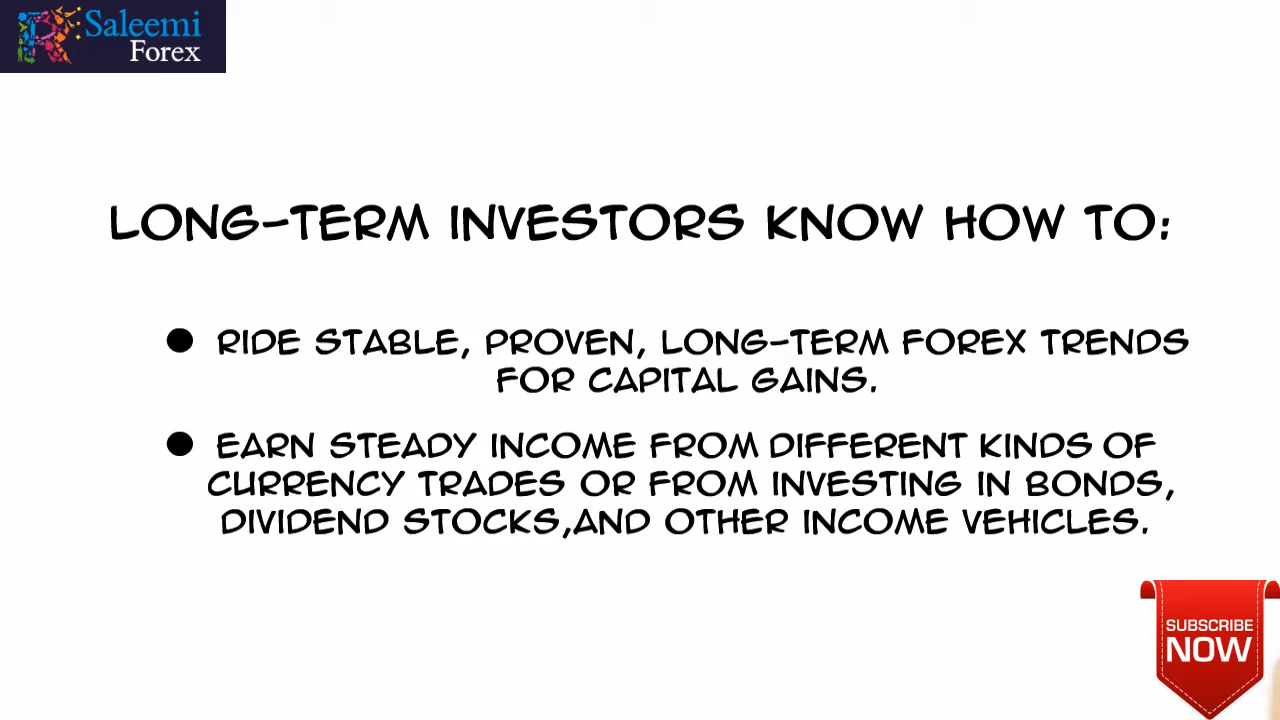 Saleemi
Forex
LONG-TERM INVESTORS KNOW HOW TO:
● RIDE STABLE, PROVEN, LONG-TERM FOREX TRENDS
FOR CAPITAL GAINS.
● EARN STEADY INCOME FROM DIFFERENT KINDS OF
CURRENCY TRADES OR FROM INVESTING IN BONDS,
DIVIDEND STOCKS,AND OTHER INCOME VEHICLES.
SUBSCRIBE
NOW